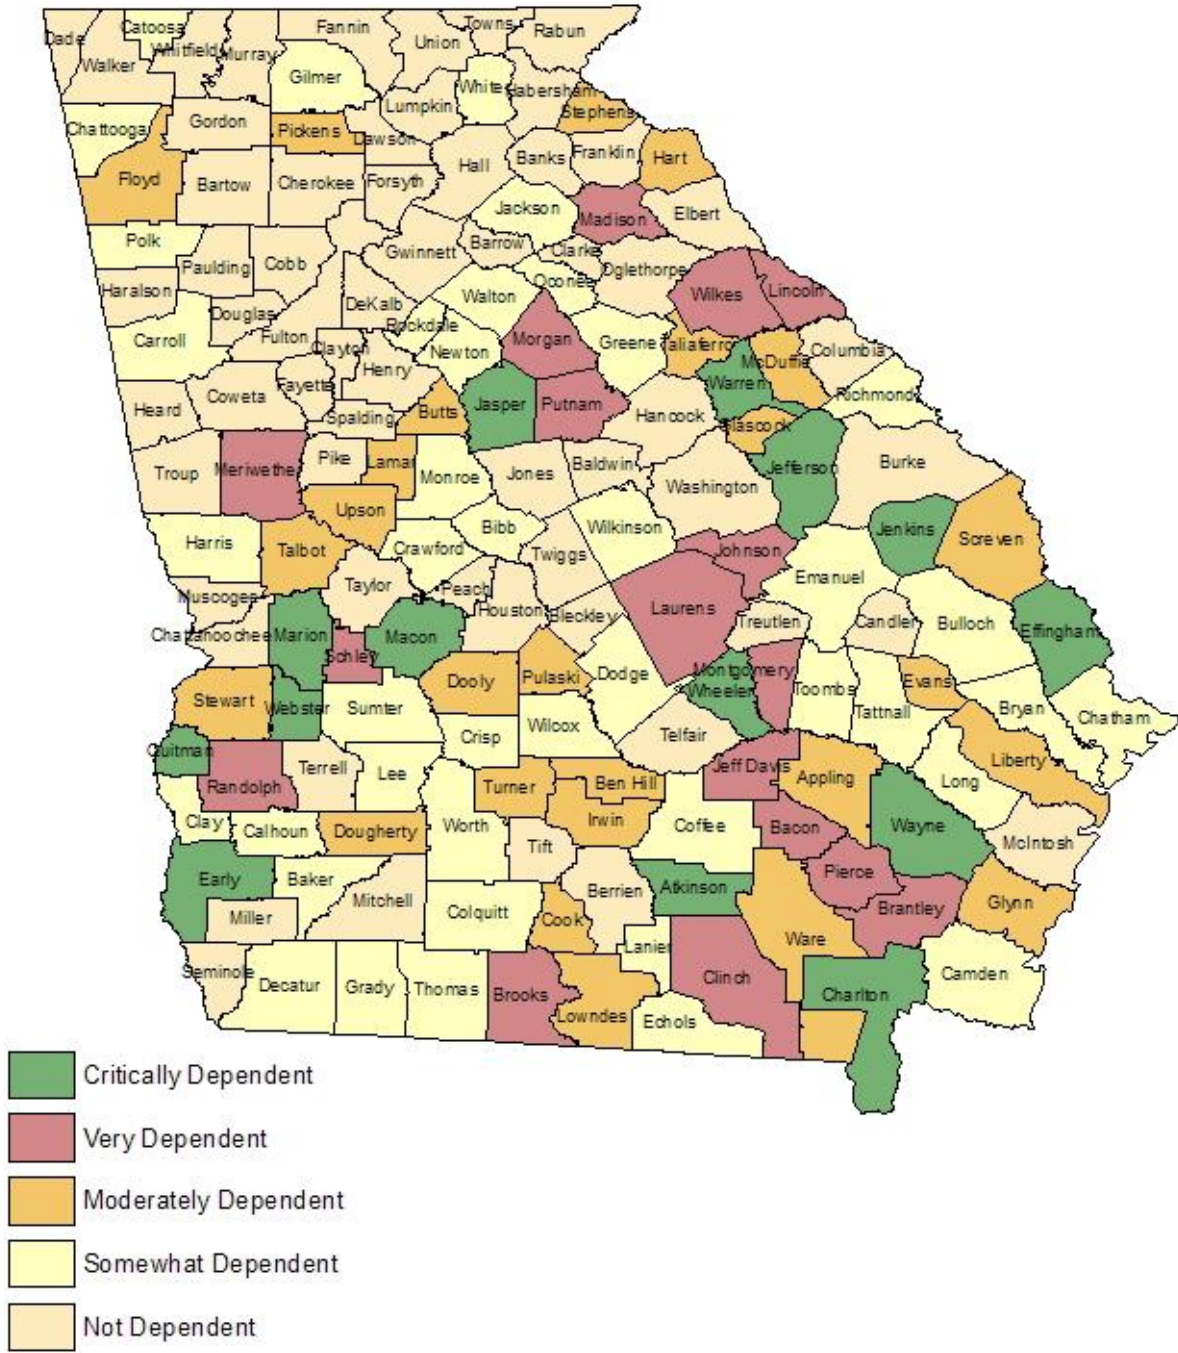 Dade
Catoosa
Whitfield
Walker
Murray
Fannin
Union
Towns
Rabun
Gilmer
White
Habersham
Stephens
Lumpkin
Chattooga
Gordon
Pickens
Dawson
Hall
Banks
Franklin
Hart
Floyd
Bartow
Cherokee
Forsyth
Jackson
Madison
Elbert
Polk
Paulding
Cobb
Gwinnett
Barrow
Clarke
Oglethorpe
Oconee
Haralson
Douglas
DeKalb
Walton
Wilkes
Lincoln
Carroll
Fulton
Clayton
Rockdale
Newton
Morgan
Greene
Taliaferro
McDuffie
Columbia
Warren
Richmond
Heard
Coweta
Fayette
Henry
Spalding
Butts
Jasper
Putnam
Hancock
Glascock
Troup
Meriwether
Pike
Lamar
Monroe
Jones
Baldwin
Washington
Jefferson
Burke
Harris
Talbot
Upson
Crawford
Bibb
Twiggs
Wilkinson
Johnson
Jenkins
Screven
Muscogee
Taylor
Peach
Houston
Bleckley
Laurens
Emanuel
Treutlen
Candler
Bulloch
Effingham
Chattahoochee
Marion
Schley
Macon
Dooly
Pulaski
Dodge
Montgomery
Wheeler
Toombs
Tattnall
Evans
Bryan
Chatham
Stewart
Webster
Sumter
Crisp
Wilcox
Telfair
Liberty
Long
Quitman
Randolph
Terrell
Lee
Turner
Ben Hill
Irwin
Jeff Davis
Appling
Wayne
McIntosh
Clay
Calhoun
Dougherty
Worth
Tift
Coffee
Bacon
Pierce
Early
Baker
Mitchell
Miller
Colquitt
Cook
Berrien
Atkinson
Brantley
Glynn
Ware
Lanier
Clinch
Seminole
Decatur
Grady
Thomas
Brooks
Lowndes
Echols
Charlton
Camden
Critically Dependent
Very Dependent
Moderately Dependent
Somewhat Dependent
Not Dependent